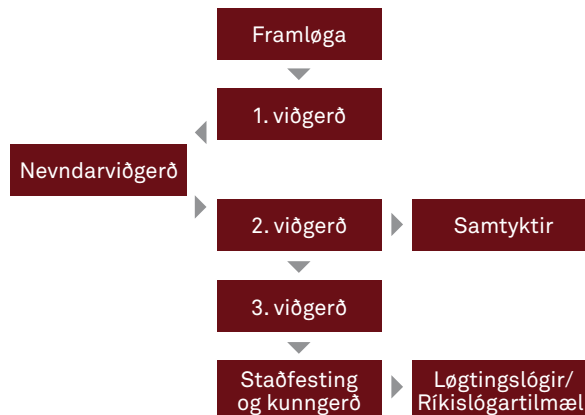 Framløga
1. viðgerð
Nevndarviðgerð
2. viðgerð
Samtyktir
3. viðgerð
Staðfesting
og kunngerð
Løgtingslógir/
Ríkislógartilmæl